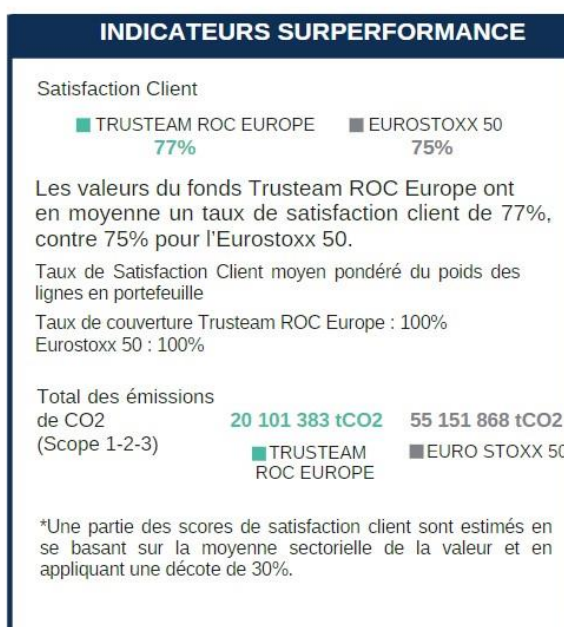 INDICATEURS SURPERFORMANCE
Satisfaction Client
TRUSTEAM ROC EUROPE EUROSTOXX 50
77% 75%
Les valeurs du fonds Trusteam ROC Europe ont
en moyenne un taux de satisfaction client de 77%,
contre 75% pour l'Eurostoxx 50.
Taux de Satisfaction Client moyen pondéré du poids des
lignes en portefeuille
Taux de couverture Trusteam ROC Europe : 100%
Eurostoxx 50 : 100%
Total des émissions
de CO2 20 101 383 tCO2 55 151 868 tCO2
(Scope 1-2-3) TRUSTEAM EURO STOXX 50
ROC EUROPE
*Une partie des scores de satisfaction client sont estimés en
se basant sur la moyenne sectorielle de la valeur et en
appliquant une décote de 30%.